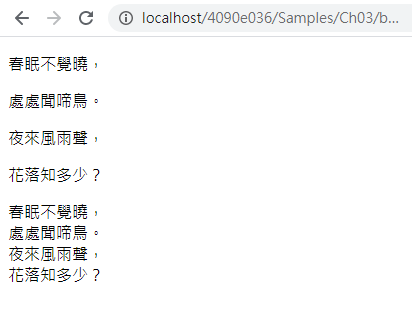 localhost/4090e036/Samples/Ch03/b...
春眠不覺曉，
處處聞啼鳥。
夜來風雨聲，
花落知多少？
春眠不覺曉，
處處聞啼鳥。
夜來風雨聲，
花落知多少？